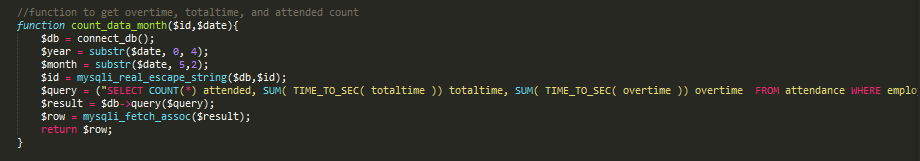 //function to get overtime, totaltime, and attended count
function count_data_month($id,$date){
$db = connect_db();
$year = substr($date, 0, 4);
$month = substr($date, 5,2);
$id = mysqli_real_escape_string($db,$id);
$query = ("SELECT COUNT(*) attended, SUM( TIME_TO_SEC( totaltime )) totaltime, SUM( TIME_TO_SEC( overtime )) overtime  FROM attendance WHERE emplo
$result = $db->query($query);
$row = mysqli_fetch_assoc($result);
return $row;
}